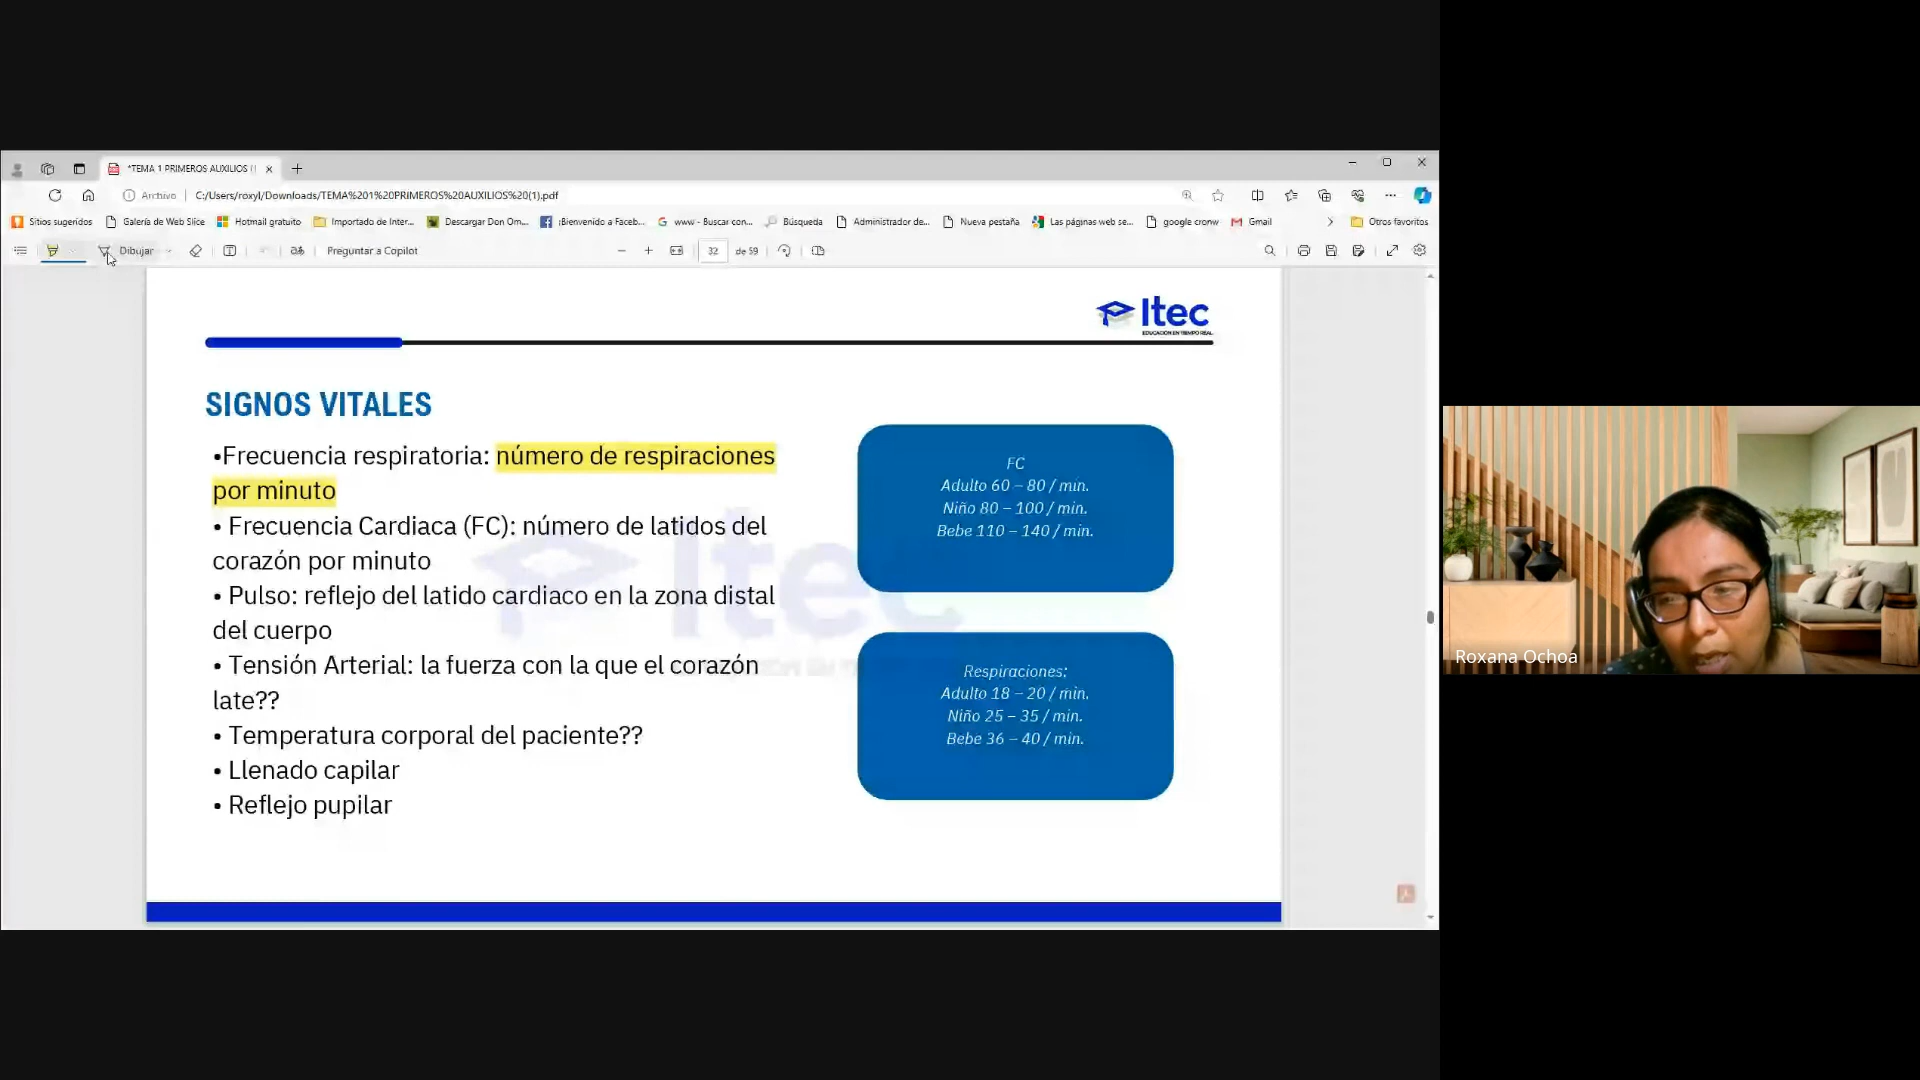 *TEMA 1 PRIMEROS AUXILIOS (
Archivo
C:/Users/roxyl/Downloads/TEMA%201%20PRIMEROS%20AUXILIOS%20(1).pdf
Sitios sugeridos
Galería de Web Slice
Hotmail gratuito
Importado de Inter...
Descargar Don Om...
¡Bienvenido a Faceb...
www - Buscar con...
Búsqueda
Administrador de...
Nueva pestaña
Las páginas web se...
google cronw
Gmail
Otros favoritos
Dibujar
Preguntar a Copilot
32
de 59
Itec
EDUCACIÓN EN TIEMPO REAL
SIGNOS VITALES
•Frecuencia respiratoria: número de respiraciones
por minuto
• Frecuencia Cardiaca (FC): número de latidos del
corazón por minuto
• Pulso: reflejo del latido cardiaco en la zona distal
del cuerpo
• Tensión Arterial: la fuerza con la que el corazón
late??
• Temperatura corporal del paciente??
• Llenado capilar
• Reflejo pupilar
FC
Adulto 60 – 80 / min.
Niño 80 – 100 / min.
Bebe 110 – 140 / min.
Respiraciones:
Adulto 18 – 20 / min.
Niño 25 – 35 / min.
Bebe 36 – 40 / min.
Itec
Roxana Ochoa